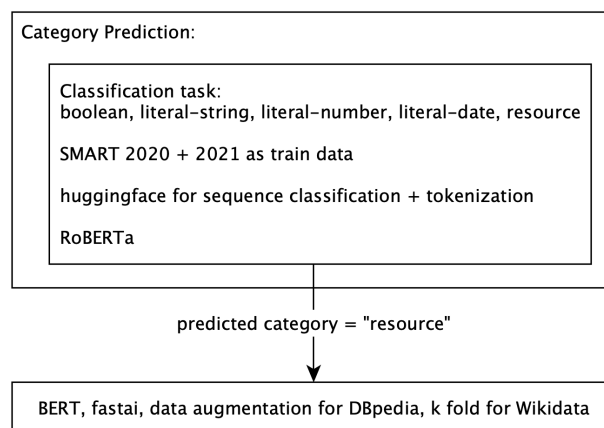 Category Prediction:
Classification task:
boolean, literal-string, literal-number, literal-date, resource
SMART 2020 + 2021 as train data
huggingface for sequence classification + tokenization
RoBERTa
predicted category = "resource"
BERT, fastai, data augmentation for DBpedia, k fold for Wikidata